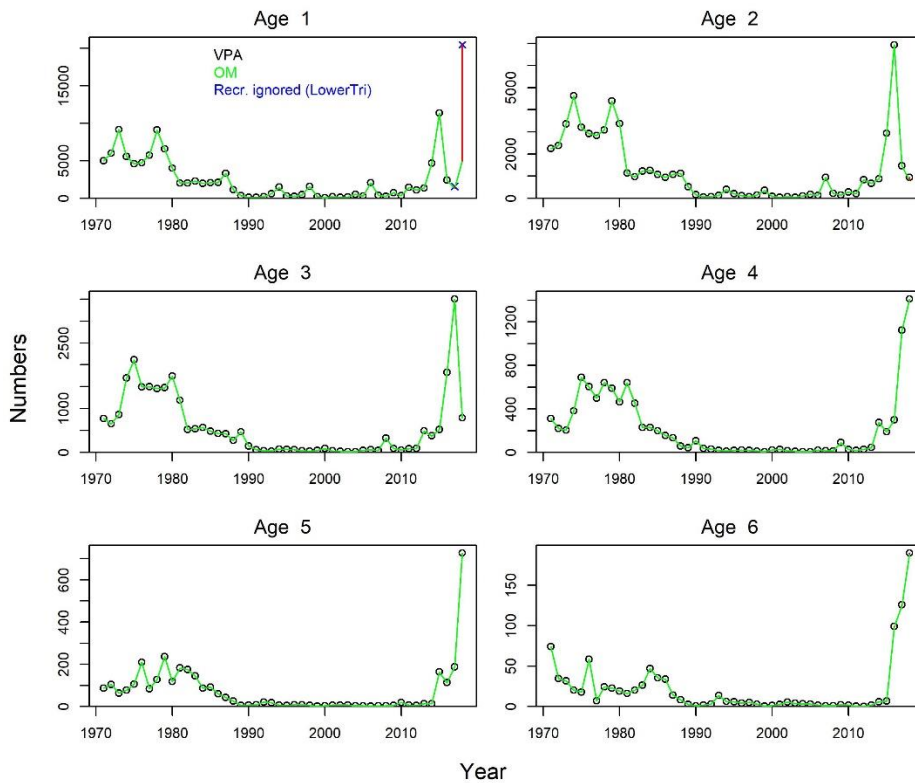 Age 1
VPA
OM
Recr. ignored (LowerTri)
0 5000 15000
1970 1980 1990 2000 2010
Age 2
0 2000 5000
1970 1980 1990 2000 2010
Age 3
0 1000 2500
1970 1980 1990 2000 2010
Age 4
0 400 800 1400
1970 1980 1990 2000 2010
Age 5
0 200 400 600
1970 1980 1990 2000 2010
Age 6
0 50 100 150
1970 1980 1990 2000 2010
Numbers
Year